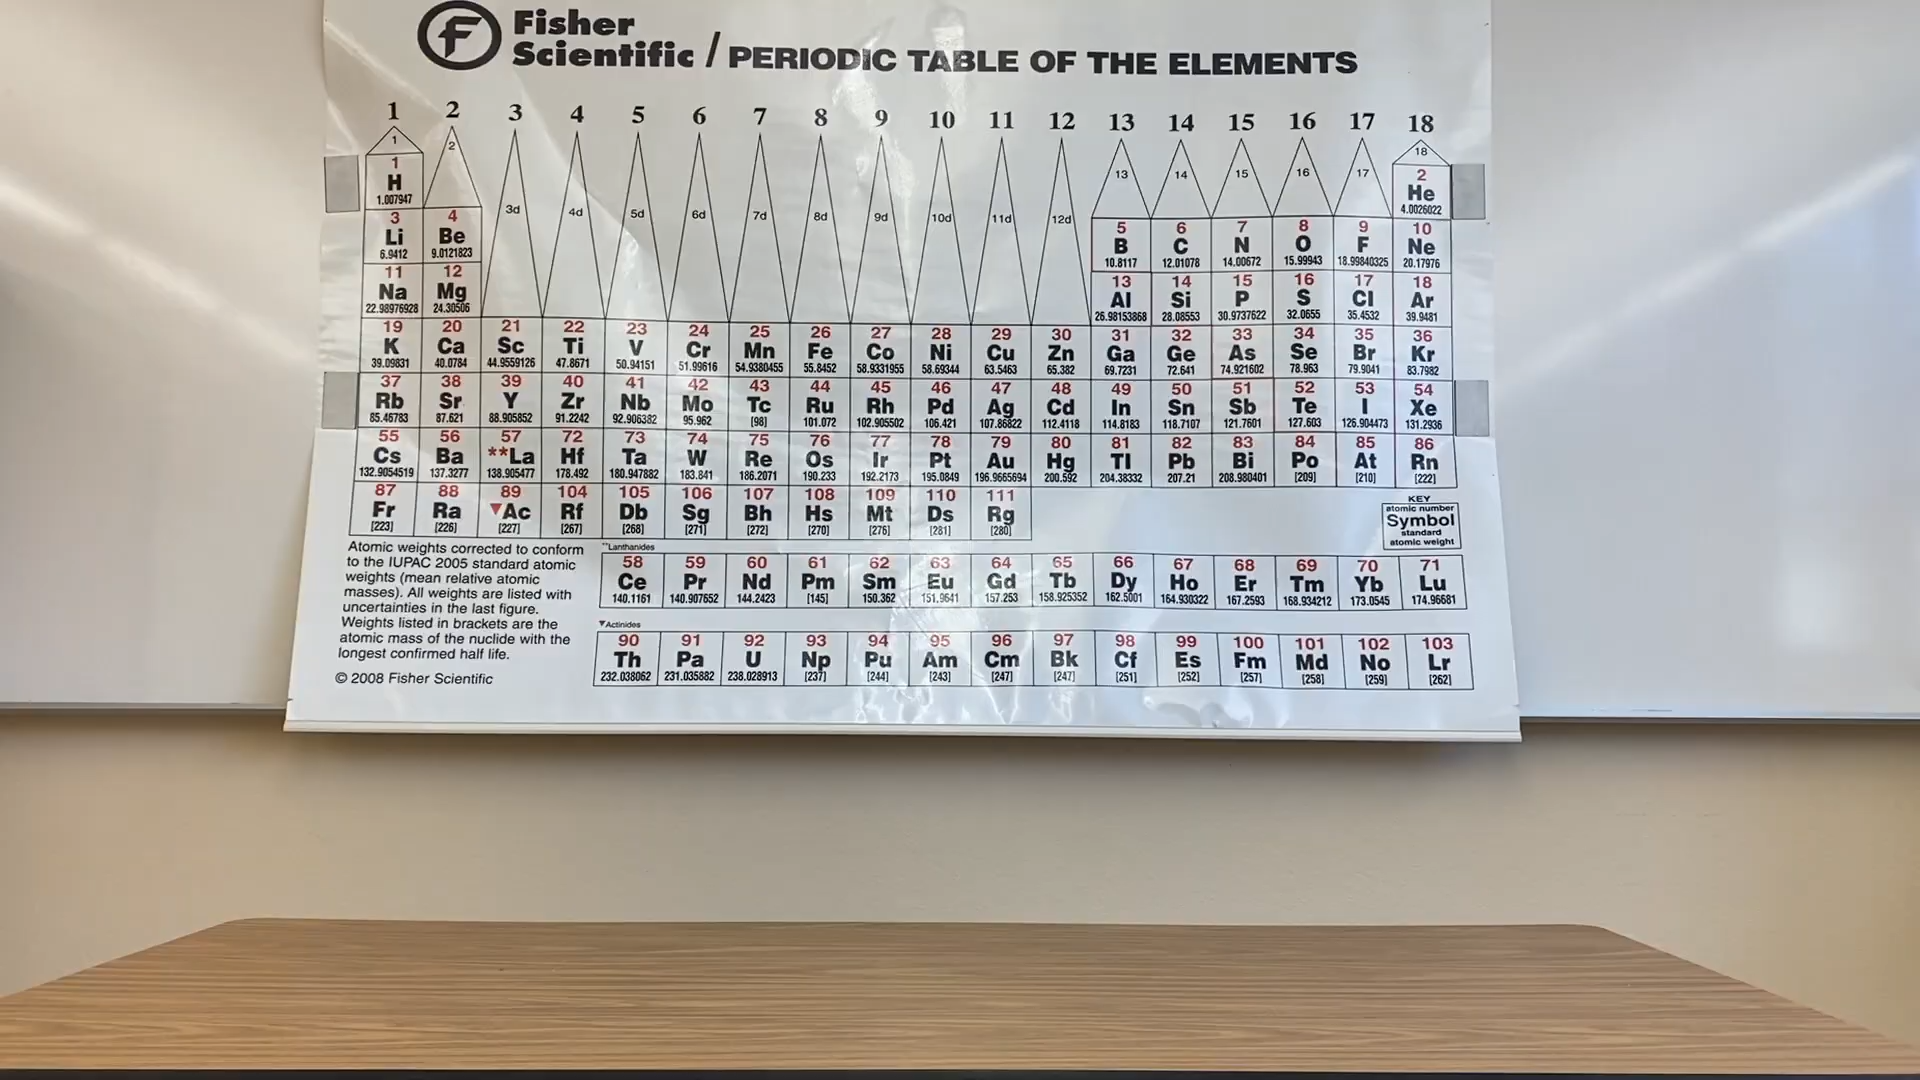 Fisher
Scientific / PERIODIC TABLE OF THE ELEMENTS
1 2 3 4 5 6 7 8 9 10 11 12 13 14 15 16 17 18
1 2 3d 4d 5d 6d 7d 8d 9d 10d 11d 12d 13 14 15 16 17 18
1 2
H He
1.007947 4.0026022
3 4 5 6 7 8 9 10
Li Be B C N O F Ne
6.9412 9.0121823 10.8117 12.01078 14.00672 15.99943 18.99840325 20.17976
11 12 13 14 15 16 17 18
Na Mg Al Si P S Cl Ar
22.98976928 24.30506 26.98153868 28.08553 30.9737622 32.0655 35.4532 39.9481
19 20 21 22 23 24 25 26 27 28 29 30 31 32 33 34 35 36
K Ca Sc Ti V Cr Mn Fe Co Ni Cu Zn Ga Ge As Se Br Kr
39.09831 40.0784 44.9559126 47.8671 50.94151 51.99616 54.9380455 55.8452 58.9331955 58.69344 63.5463 65.382 69.7231 72.641 74.921602 78.963 79.9041 83.7982
37 38 39 40 41 42 43 44 45 46 47 48 49 50 51 52 53 54
Rb Sr Y Zr Nb Mo Tc Ru Rh Pd Ag Cd In Sn Sb Te I Xe
85.46783 87.621 88.905852 91.2242 92.906382 95.962 [98] 101.072 102.905502 106.421 107.86822 112.4118 114.8183 118.7107 121.7601 127.603 126.904473 131.2936
55 56 57 72 73 74 75 76 77 78 79 80 81 82 83 84 85 86
Cs Ba **La Hf Ta W Re Os Ir Pt Au Hg Tl Pb Bi Po At Rn
132.9054519 137.3277 138.905477 178.492 180.947882 183.841 186.2071 190.233 192.2173 195.0849 196.9665694 200.592 204.38332 207.21 208.980401 [209] [210] [222]
87 88 89 104 105 106 107 108 109 110 111
Fr Ra ▼Ac Rf Db Sg Bh Hs Mt Ds Rg
[223] [226] [227] [267] [268] [271] [272] [270] [276] [281] [280]
KEY
atomic number
Symbol
standard
atomic weight
Atomic weights corrected to conform
to the IUPAC 2005 standard atomic
weights (mean relative atomic
masses). All weights are listed with
uncertainties in the last figure.
Weights listed in brackets are the
atomic mass of the nuclide with the
longest confirmed half life.
© 2008 Fisher Scientific
**Lanthanides
58 59 60 61 62 63 64 65 66 67 68 69 70 71
Ce Pr Nd Pm Sm Eu Gd Tb Dy Ho Er Tm Yb Lu
140.1161 140.907652 144.2423 [145] 150.362 151.9641 157.253 158.925352 162.5001 164.930322 167.2593 168.934212 173.0545 174.96681
▼Actinides
90 91 92 93 94 95 96 97 98 99 100 101 102 103
Th Pa U Np Pu Am Cm Bk Cf Es Fm Md No Lr
232.038062 231.035882 238.028913 [237] [244] [243] [247] [247] [251] [252] [257] [258] [259] [262]